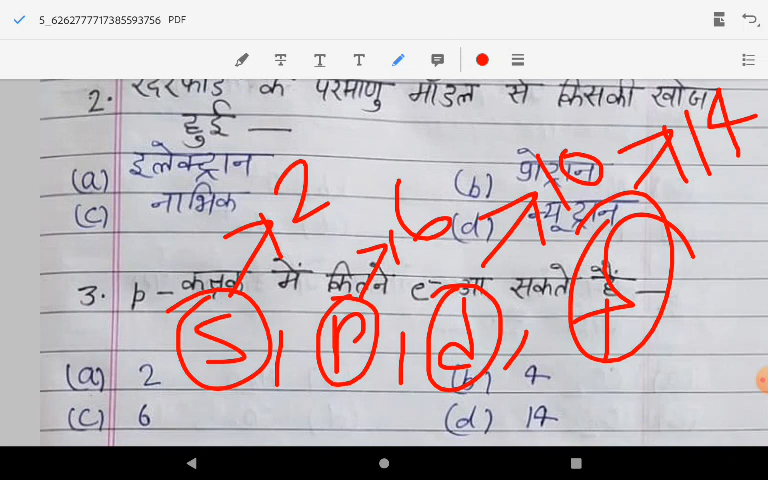 5_6262777717385593756 PDF
2. रदरफोर्ड के परमाणु मॉडल से किसकी खोज
हुई —
(a) इलेक्ट्रान (b) प्रोट्रान
(c) नाभिक (d) न्यूट्रान
2 6 10 14
3. p - कक्षक में कितने e- आ सकते हैं —
S, P, d, f
(a) 2 (b) 4
(c) 6 (d) 14